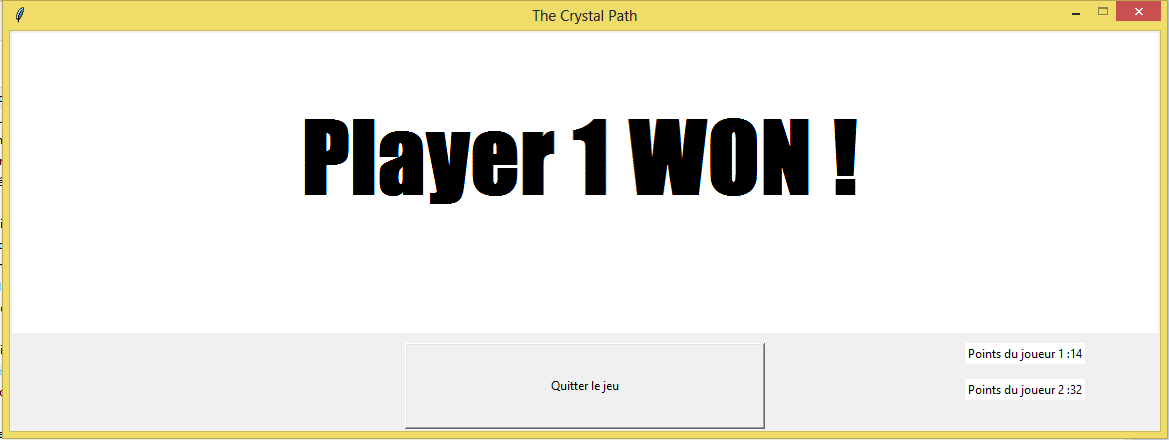 The Crystal Path
Player 1 WON !
Quitter le jeu
Points du joueur 1 :14
Points du joueur 2 :32